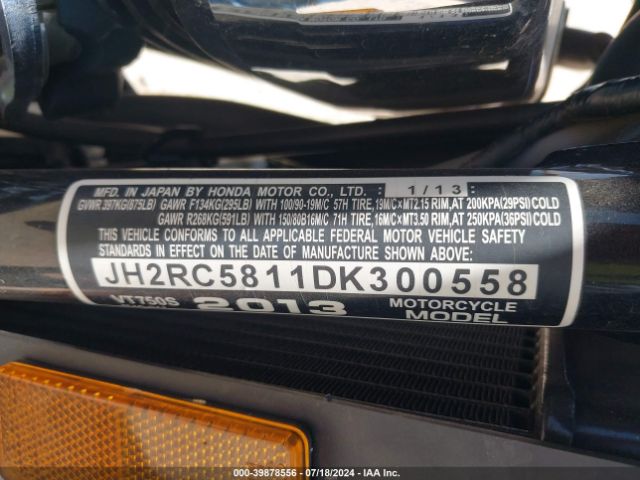 MFD. IN JAPAN BY HONDA MOTOR CO., LTD. : 1/13 :
GVWR 397KG(875LB) GAWR F134KG(295LB) WITH 100/90-19M/C 57H TIRE,19M/C×MT2.15 RIM,AT 200KPA(29PSI)COLD
GAWR R268KG(591LB) WITH 150/80B16M/C 71H TIRE,16M/C×MT3.50 RIM,AT 250KPA(36PSI)COLD
THIS VEHICLE CONFORMS TO ALL APPLICABLE FEDERAL MOTOR VEHICLE SAFETY
STANDARDS IN EFFECT ON THE DATE OF MANUFACTURE SHOWN ABOVE.
JH2RC5811DK300558
VT750S 2013 MOTORCYCLE
MODEL
000-39878556 | 07/18/2024 - IAA Inc.